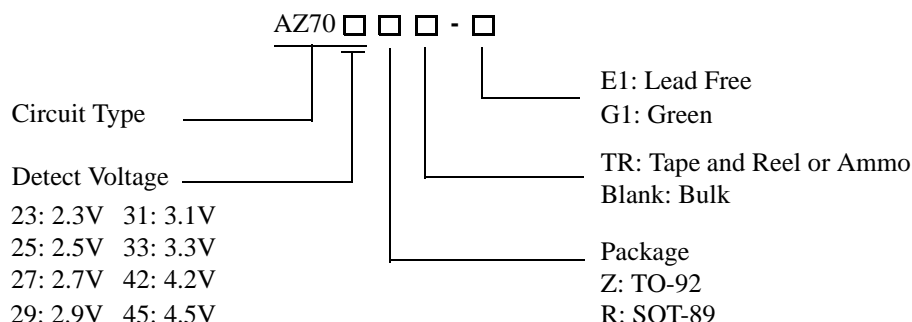 AZ70 -
E1: Lead Free
G1: Green
Circuit Type
TR: Tape and Reel or Ammo
Blank: Bulk
Detect Voltage
23: 2.3V 31: 3.1V
25: 2.5V 33: 3.3V
27: 2.7V 42: 4.2V
29: 2.9V 45: 4.5V
Package
Z: TO-92
R: SOT-89